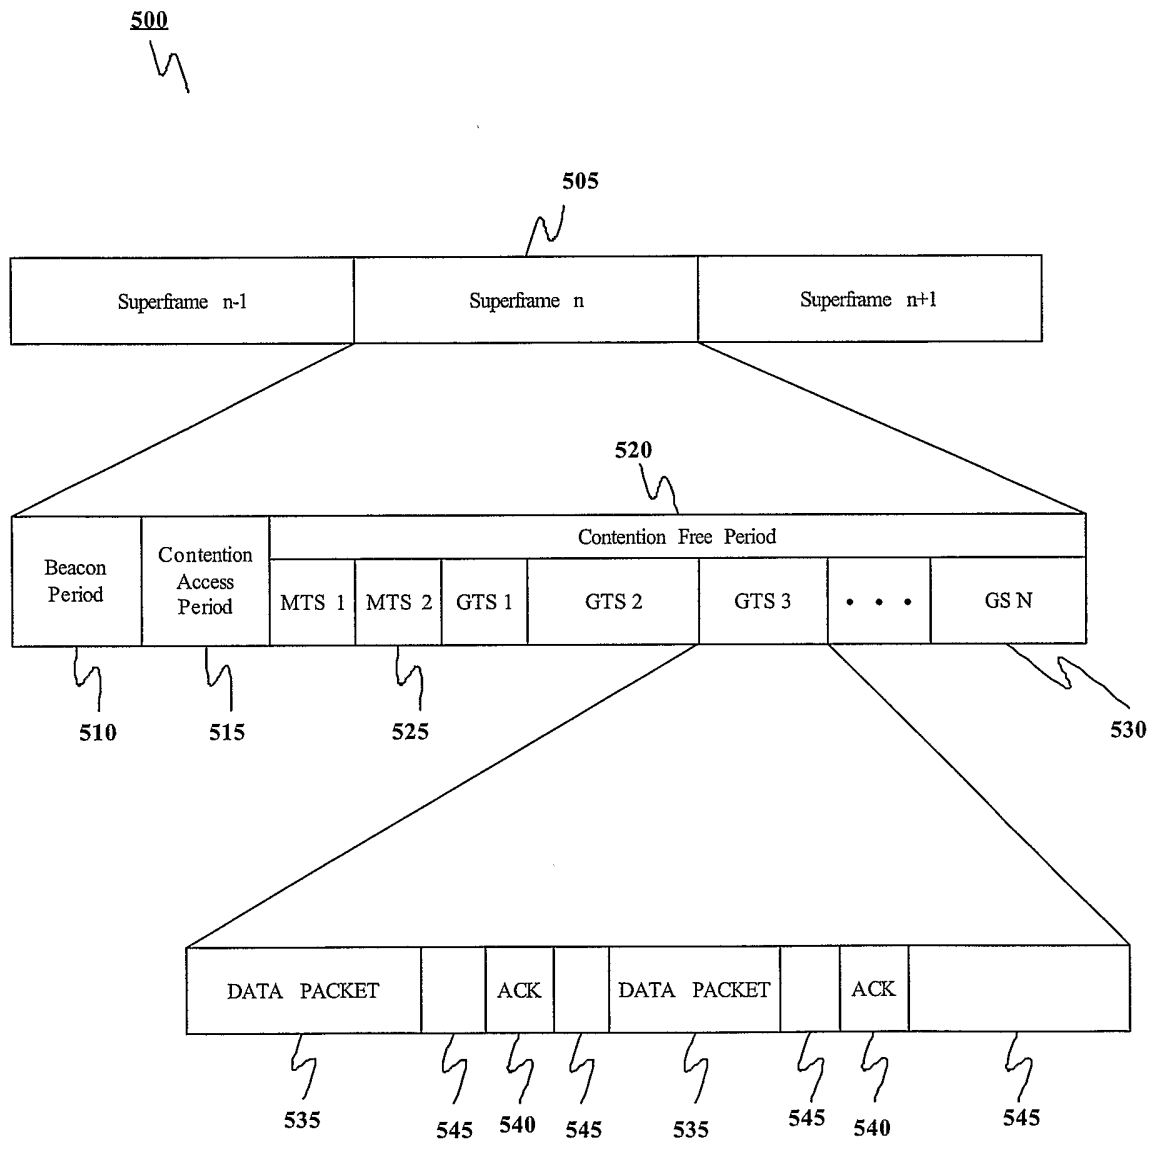 500
505
Superframe n-1
Superframe n
Superframe n+1
520
Contention Free Period
Beacon
Period
Contention
Access
Period
MTS 1
MTS 2
GTS 1
GTS 2
GTS 3
• • •
GS N
510
515
525
530
DATA PACKET
ACK
DATA PACKET
ACK
535
545
540
545
535
545
540
545